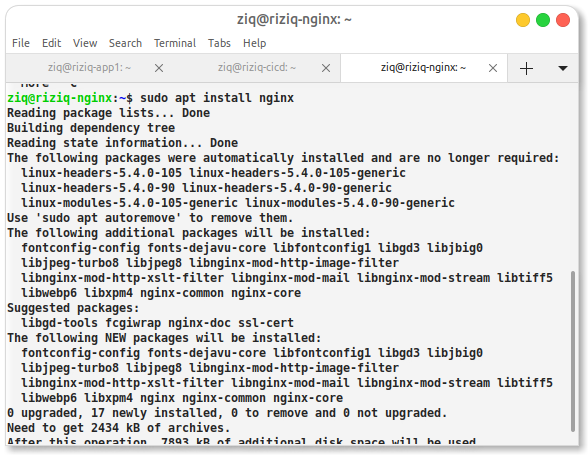 ziq@riziq-nginx: ~
File Edit View Search Terminal Tabs Help
ziq@riziq-app1: ~ ziq@riziq-cicd: ~ ziq@riziq-nginx: ~
ziq@riziq-nginx:~$ sudo apt install nginx
Reading package lists... Done
Building dependency tree
Reading state information... Done
The following packages were automatically installed and are no longer required:
linux-headers-5.4.0-105 linux-headers-5.4.0-105-generic
linux-headers-5.4.0-90 linux-headers-5.4.0-90-generic
linux-modules-5.4.0-105-generic linux-modules-5.4.0-90-generic
Use 'sudo apt autoremove' to remove them.
The following additional packages will be installed:
fontconfig-config fonts-dejavu-core libfontconfig1 libgd3 libjbig0
libjpeg-turbo8 libjpeg8 libnginx-mod-http-image-filter
libnginx-mod-http-xslt-filter libnginx-mod-mail libnginx-mod-stream libtiff5
libwebp6 libxpm4 nginx-common nginx-core
Suggested packages:
libgd-tools fcgiwrap nginx-doc ssl-cert
The following NEW packages will be installed:
fontconfig-config fonts-dejavu-core libfontconfig1 libgd3 libjbig0
libjpeg-turbo8 libjpeg8 libnginx-mod-http-image-filter
libnginx-mod-http-xslt-filter libnginx-mod-mail libnginx-mod-stream libtiff5
libwebp6 libxpm4 nginx nginx-common nginx-core
0 upgraded, 17 newly installed, 0 to remove and 0 not upgraded.
Need to get 2434 kB of archives.
After this operation, 7893 kB of additional disk space will be used